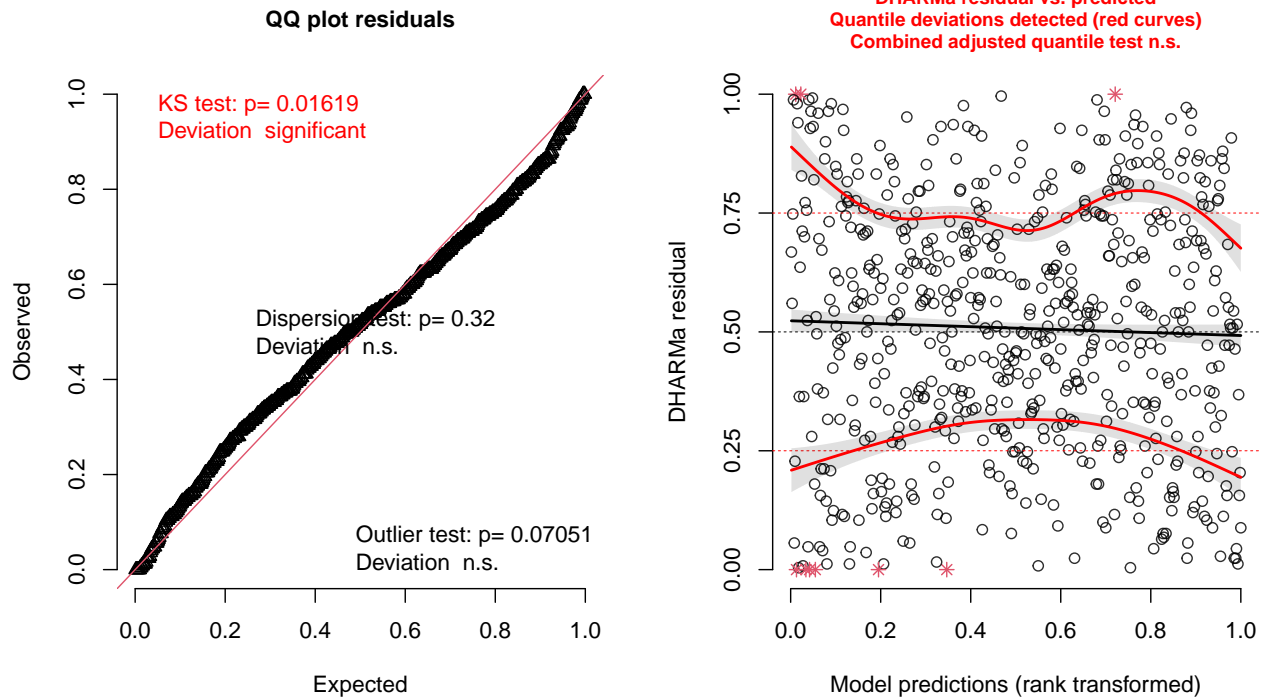 QQ plot residuals
KS test: p= 0.01619
Deviation significant
Dispersion test: p= 0.32
Deviation n.s.
Outlier test: p= 0.07051
Deviation n.s.
Observed
0.0 0.2 0.4 0.6 0.8 1.0
0.0 0.2 0.4 0.6 0.8 1.0
Expected
DHARMa residual vs. predicted
Quantile deviations detected (red curves)
Combined adjusted quantile test n.s.
DHARMa residual
0.00 0.25 0.50 0.75 1.00
0.0 0.2 0.4 0.6 0.8 1.0
Model predictions (rank transformed)